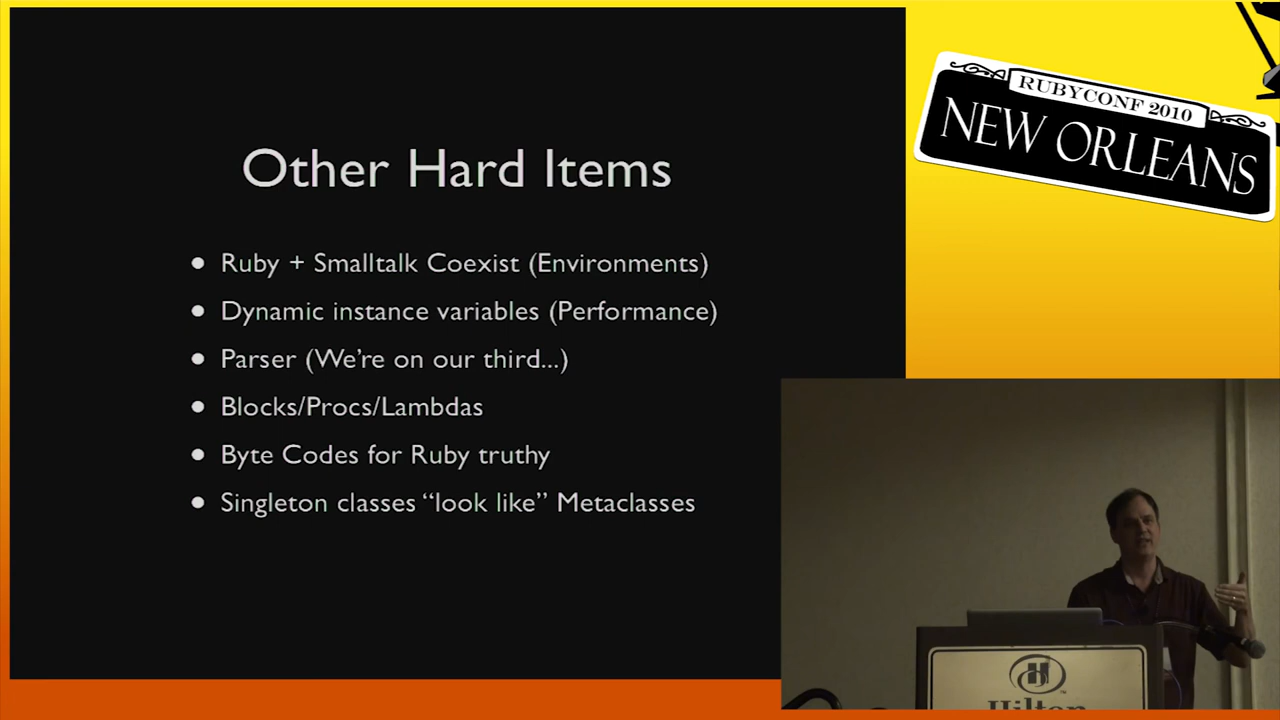 Other Hard Items
• Ruby + Smalltalk Coexist (Environments)
• Dynamic instance variables (Performance)
• Parser (We're on our third...)
• Blocks/Procs/Lambdas
• Byte Codes for Ruby truthy
• Singleton classes “look like” Metaclasses
RUBYCONF 2010
NEW ORLEANS
Hilton